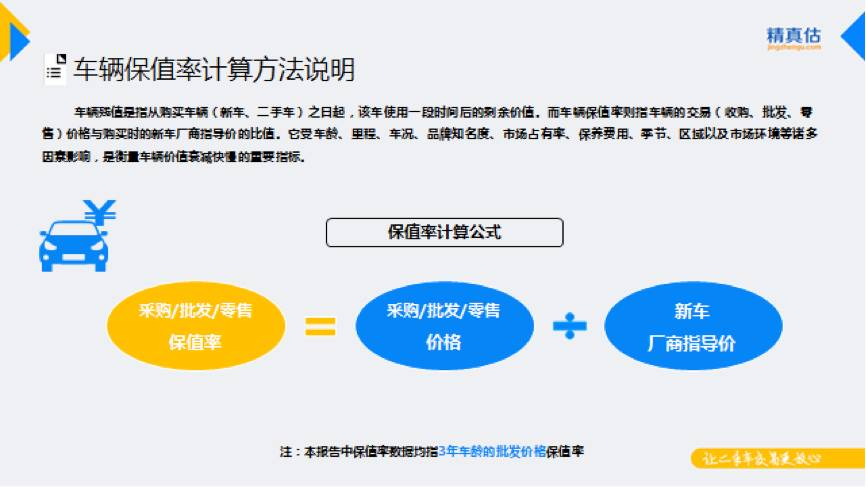 精真估
jingzhengu.com
车辆保值率计算方法说明
车辆残值是指从购买车辆（新车、二手车）之日起，该车使用一段时间后的剩余价值。而车辆保值率则指车辆的交易（收购、批发、零
售）价格与购买时的新车厂商指导价的比值。它受车龄、里程、车况、品牌知名度、市场占有率、保养费用、季节、区域以及市场环境等诸多
因素影响，是衡量车辆价值衰减快慢的重要指标。
¥
保值率计算公式
采购/批发/零售
保值率
=
采购/批发/零售
价格
÷
新车
厂商指导价
注：本报告中保值率数据均指3年车龄的批发价格保值率
让二手车交易更放心